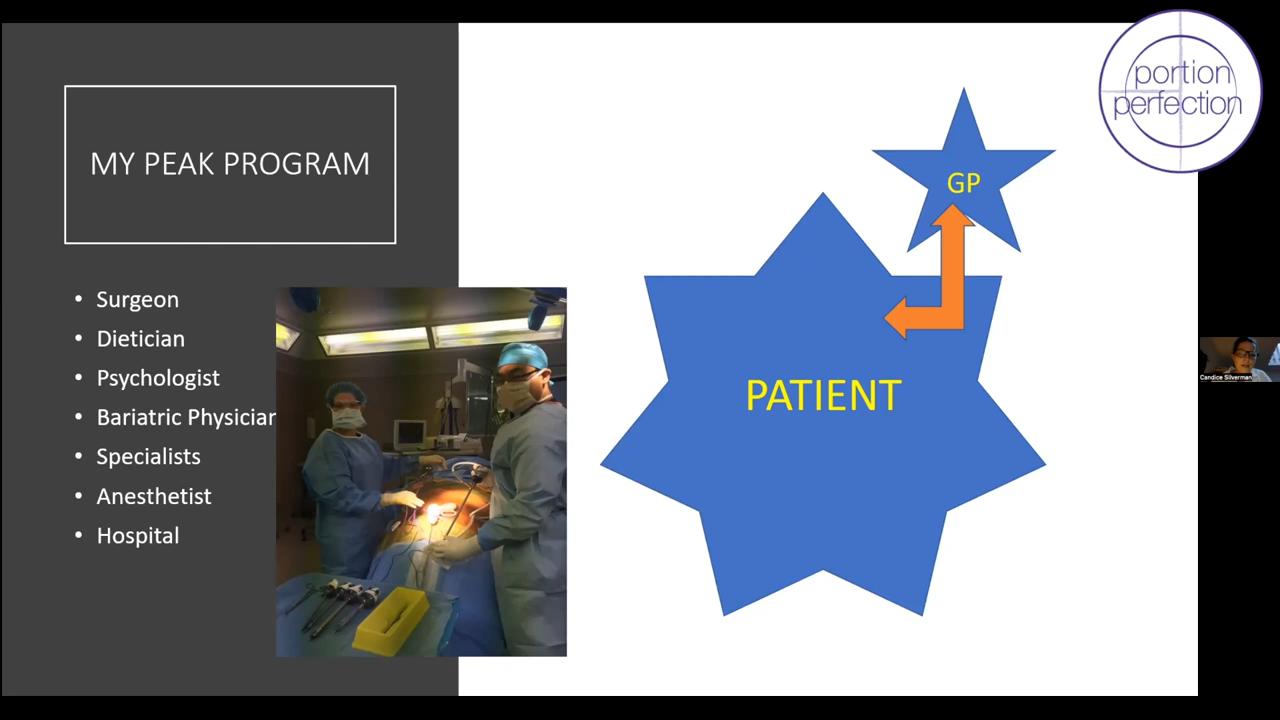 MY PEAK PROGRAM
• Surgeon
• Dietician
• Psychologist
• Bariatric Physician
• Specialists
• Anesthetist
• Hospital
GP
PATIENT
portion
perfection
Candice Silverman